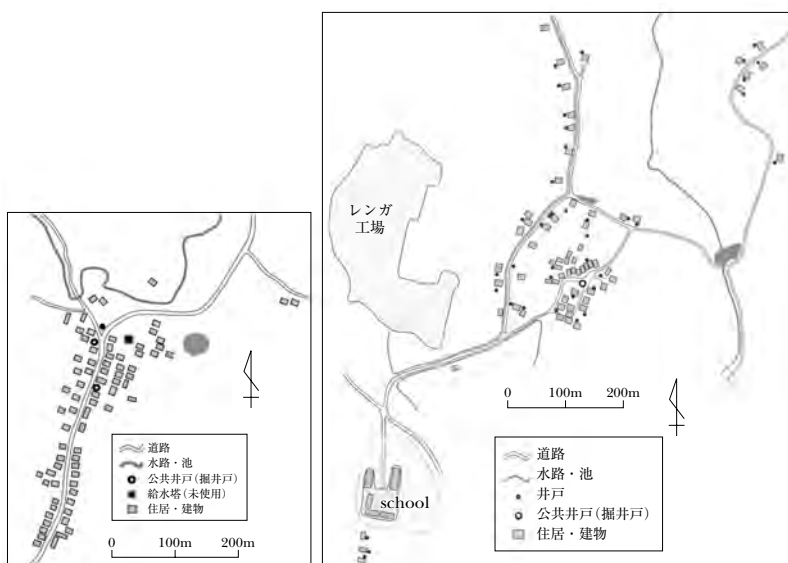 道路
水路・池
公共井戸(掘井戸)
給水塔(未使用)
住居・建物
0 100m 200m
レンガ
工場
0 100m 200m
school
道路
水路・池
井戸
公共井戸(掘井戸)
住居・建物